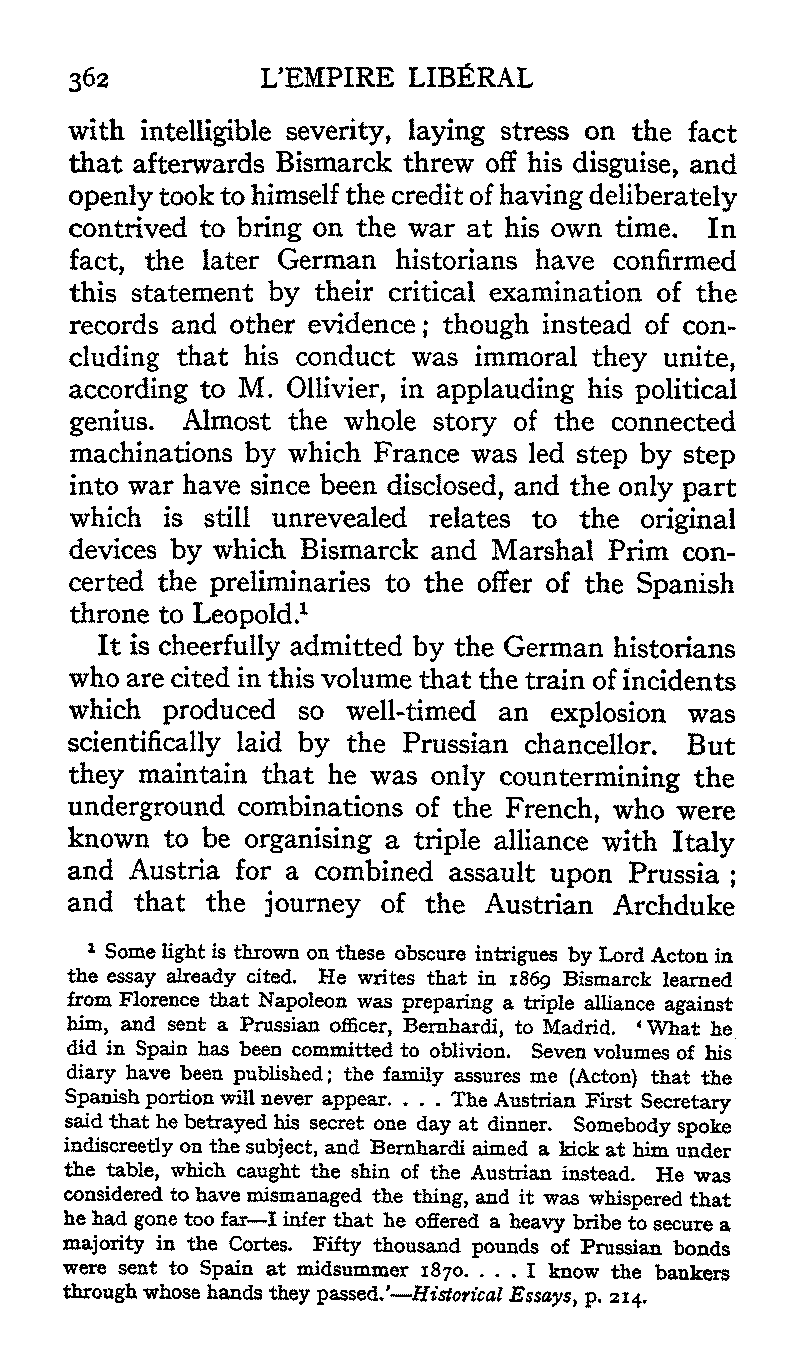 362 L'EMPIRE LIBÉRAL
with intelligible severity, laying stress on the fact
that afterwards Bismarck threw off his disguise, and
openly took to himself the credit of having deliberately
contrived to bring on the war at his own time. In
fact, the later German historians have confirmed
this statement by their critical examination of the
records and other evidence; though instead of con-
cluding that his conduct was immoral they unite,
according to M. Ollivier, in applauding his political
genius. Almost the whole story of the connected
machinations by which France was led step by step
into war have since been disclosed, and the only part
which is still unrevealed relates to the original
devices by which Bismarck and Marshal Prim con-
certed the preliminaries to the offer of the Spanish
throne to Leopold.¹
It is cheerfully admitted by the German historians
who are cited in this volume that the train of incidents
which produced so well-timed an explosion was
scientifically laid by the Prussian chancellor. But
they maintain that he was only countermining the
underground combinations of the French, who were
known to be organising a triple alliance with Italy
and Austria for a combined assault upon Prussia ;
and that the journey of the Austrian Archduke
¹ Some light is thrown on these obscure intrigues by Lord Acton in
the essay already cited. He writes that in 1869 Bismarck learned
from Florence that Napoleon was preparing a triple alliance against
him, and sent a Prussian officer, Bernhardi, to Madrid. ‘What he
did in Spain has been committed to oblivion. Seven volumes of his
diary have been published; the family assures me (Acton) that the
Spanish portion will never appear. . . . The Austrian First Secretary
said that he betrayed his secret one day at dinner. Somebody spoke
indiscreetly on the subject, and Bernhardi aimed a kick at him under
the table, which caught the shin of the Austrian instead. He was
considered to have mismanaged the thing, and it was whispered that
he had gone too far—I infer that he offered a heavy bribe to secure a
majority in the Cortes. Fifty thousand pounds of Prussian bonds
were sent to Spain at midsummer 1870. . . . I know the bankers
through whose hands they passed.’—Historical Essays, p. 214.